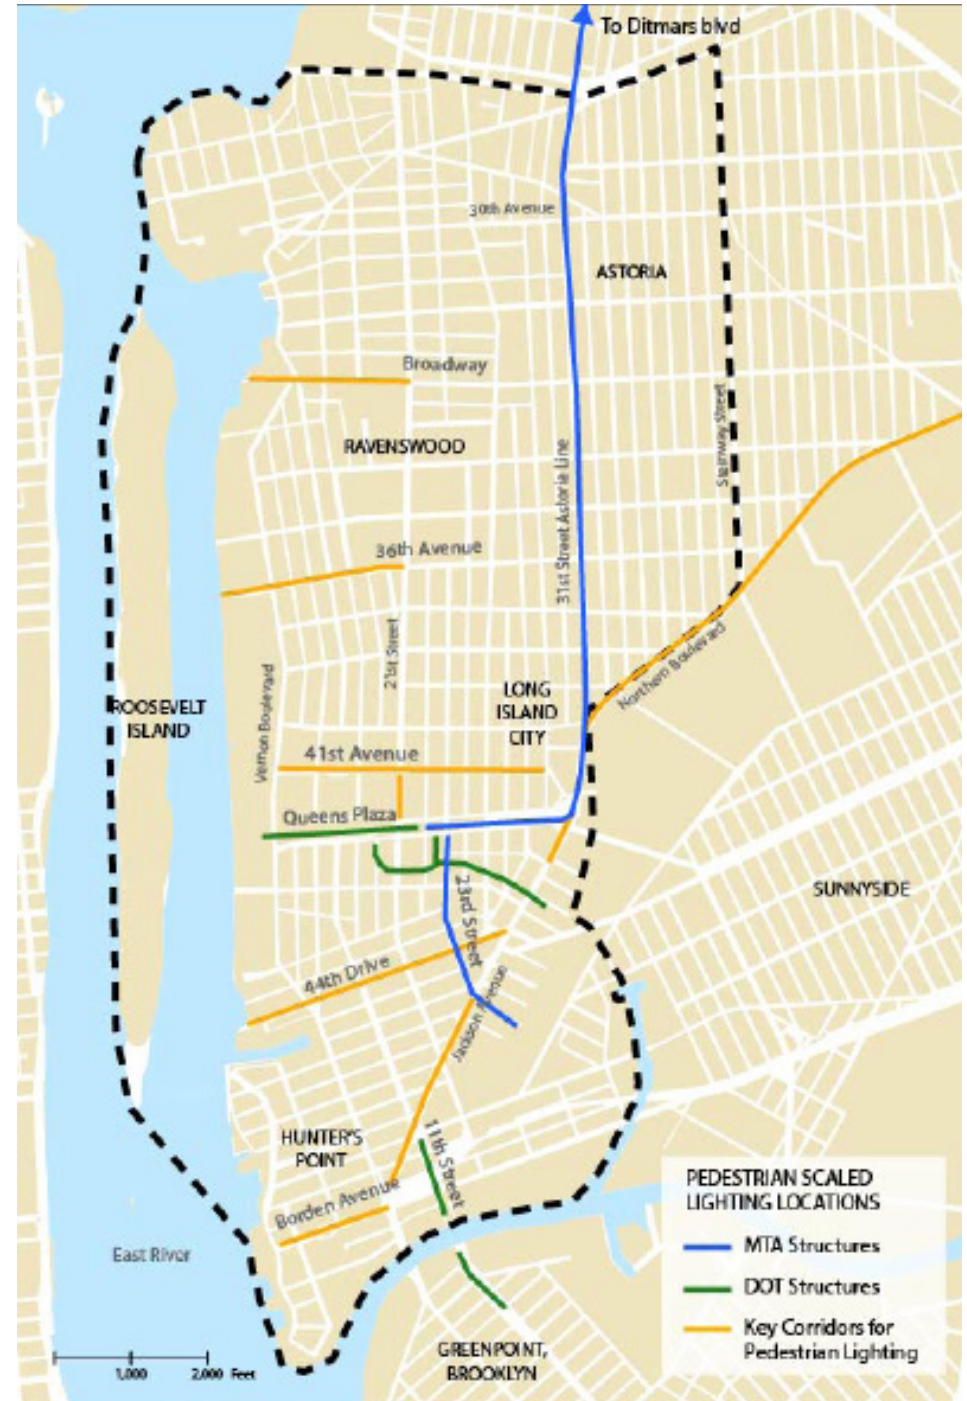 To Ditmars blvd
30th Avenue
ASTORIA
Broadway
Steinway Street
RAVENSWOOD
31st Street Astoria Line
36th Avenue
21st Street
Northern Boulevard
Vernon Boulevard
LONG
ISLAND
CITY
ROOSEVELT
ISLAND
41st Avenue
Queens Plaza
SUNNYSIDE
23rd Street
44th Drive
Jackson Avenue
HUNTER'S
POINT
11th Street
Borden Avenue
East River
PEDESTRIAN SCALED
LIGHTING LOCATIONS
MTA Structures
DOT Structures
Key Corridors for
Pedestrian Lighting
GREENPOINT,
BROOKLYN
1,000 2,000 Feet